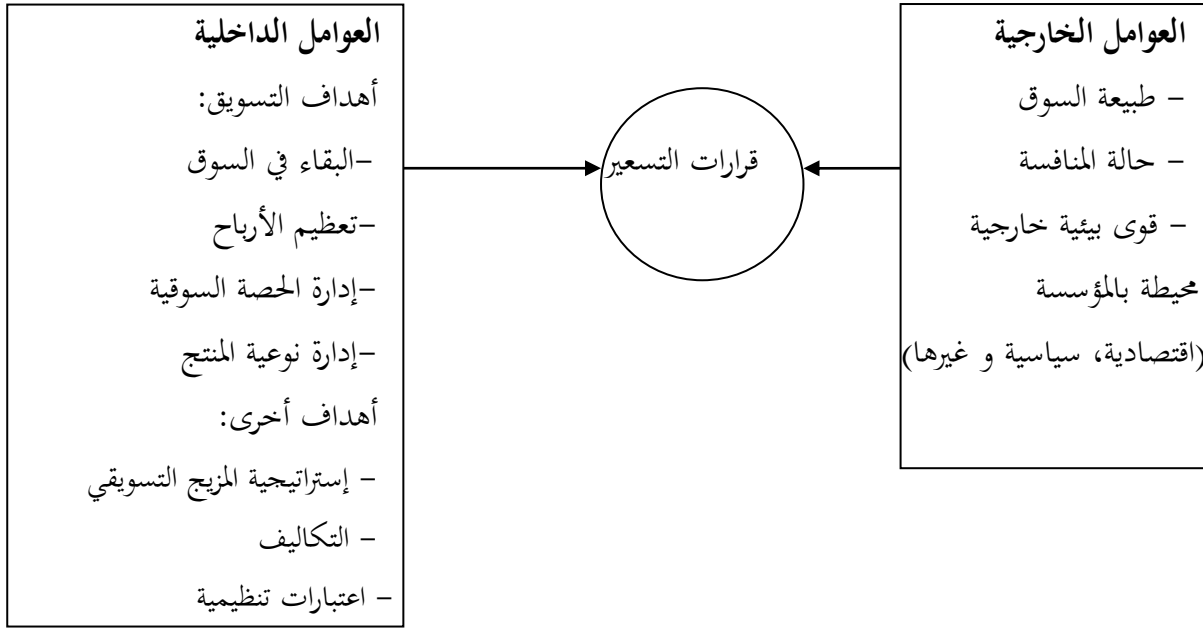 العوامل الخارجية
– طبيعة السوق
– حالة المنافسة
– قوى بيئية خارجية
محيطة بالمؤسسة
(اقتصادية، سياسية و غيرها)
قرارات التسعير
العوامل الداخلية
أهداف التسويق:
–البقاء في السوق
–تعظيم الأرباح
–إدارة الحصة السوقية
–إدارة نوعية المنتج
أهداف أخرى:
– إستراتيجية المزيج التسويقي
– التكاليف
– اعتبارات تنظيمية